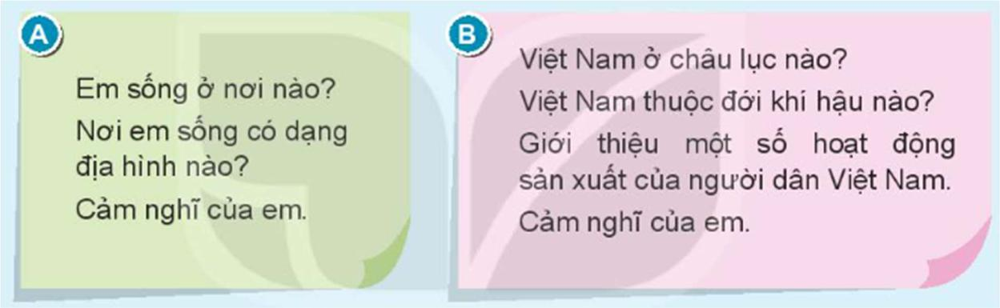 A
Em sống ở nơi nào?
Nơi em sống có dạng
địa hình nào?
Cảm nghĩ của em.
B
Việt Nam ở châu lục nào?
Việt Nam thuộc đới khí hậu nào?
Giới thiệu một số hoạt động
sản xuất của người dân Việt Nam.
Cảm nghĩ của em.